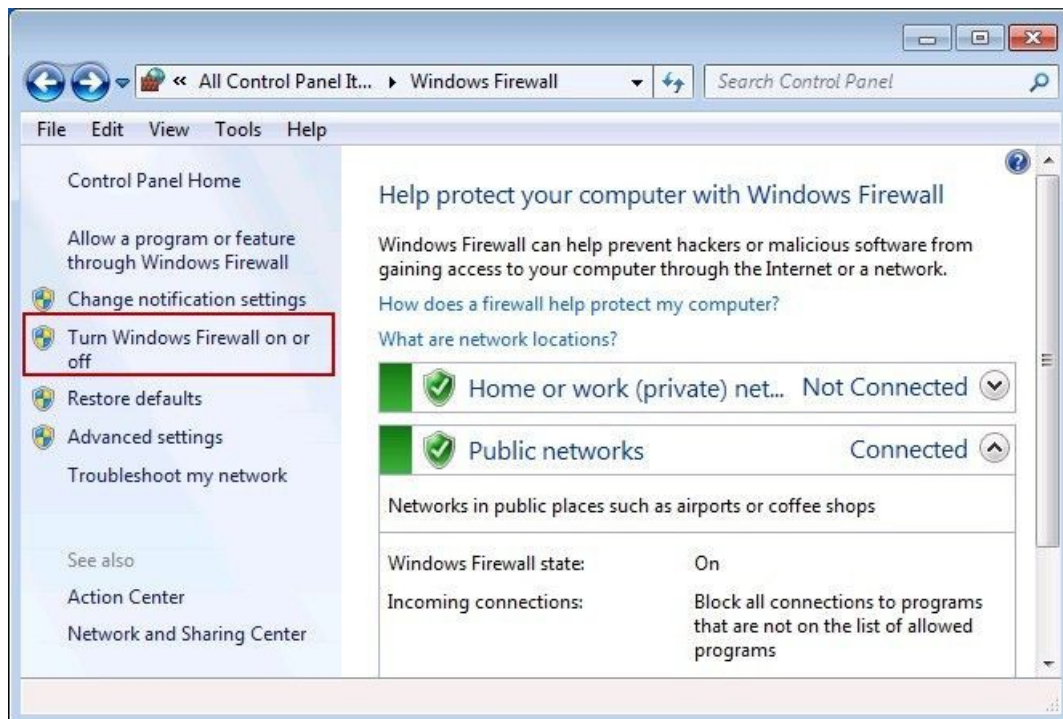 « All Control Panel It... ▸ Windows Firewall
Search Control Panel
File Edit View Tools Help
Control Panel Home
Allow a program or feature
through Windows Firewall
Change notification settings
Turn Windows Firewall on or
off
Restore defaults
Advanced settings
Troubleshoot my network
See also
Action Center
Network and Sharing Center
Help protect your computer with Windows Firewall
Windows Firewall can help prevent hackers or malicious software from
gaining access to your computer through the Internet or a network.
How does a firewall help protect my computer?
What are network locations?
Home or work (private) net... Not Connected
Public networks Connected
Networks in public places such as airports or coffee shops
Windows Firewall state: On
Incoming connections: Block all connections to programs
that are not on the list of allowed
programs